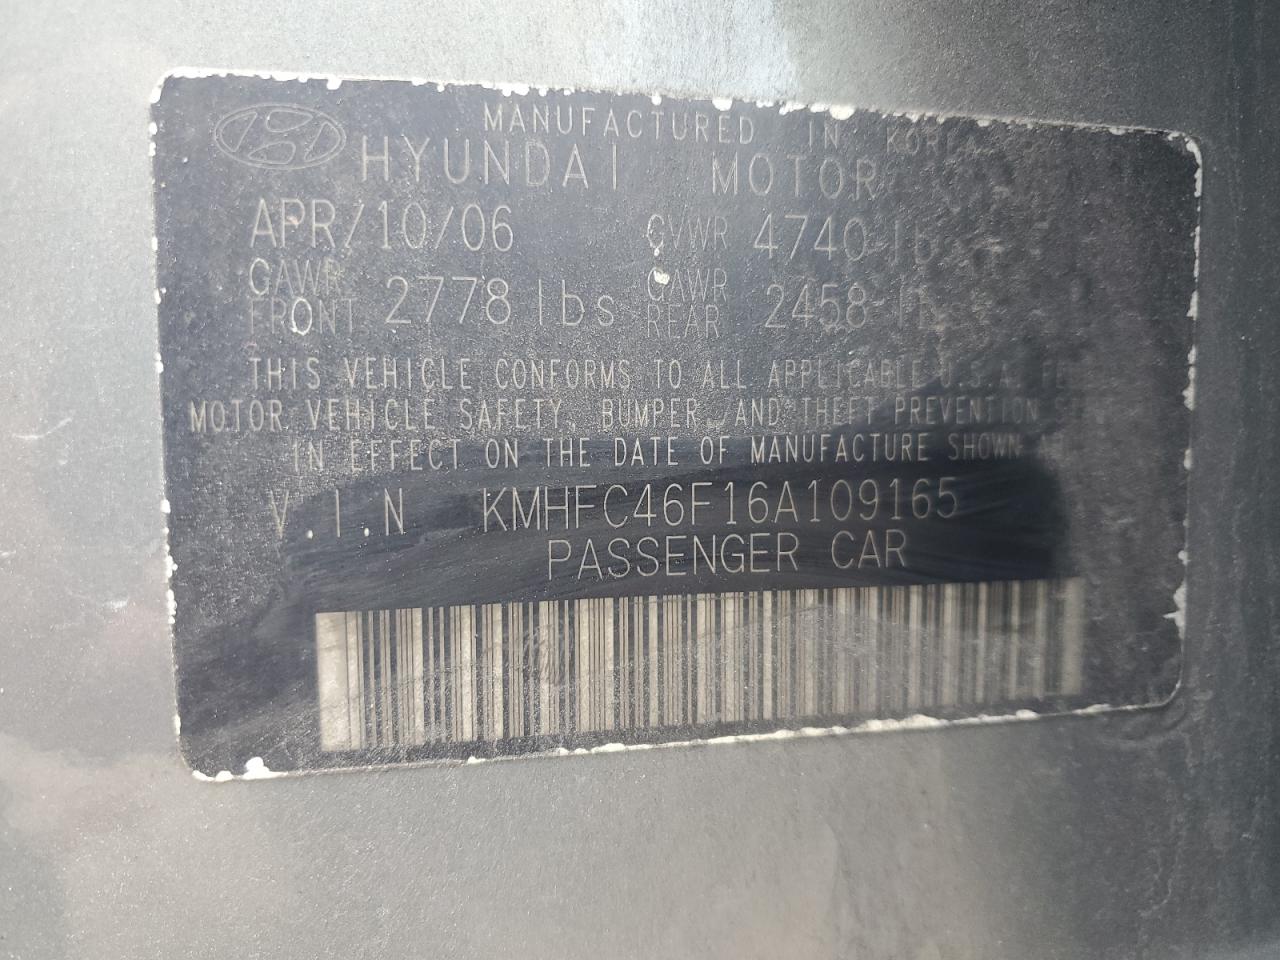 MANUFACTURED IN KOREA
HYUNDAI MOTOR
APR/10/06 GVWR 4740 lb
GAWR FRONT 2778 lbs GAWR REAR 2458
THIS VEHICLE CONFORMS TO ALL APPLICABLE U.S.A.
MOTOR VEHICLE SAFETY, BUMPER, AND THEFT PREVENTION
IN EFFECT ON THE DATE OF MANUFACTURE SHOWN
V.I.N KMHFC46F16A109165
PASSENGER CAR